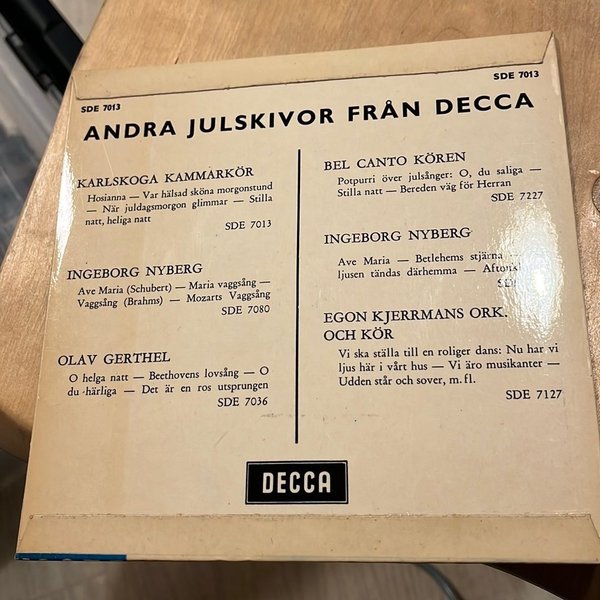 SDE 7013
SDE 7013
ANDRA JULSKIVOR FRÅN DECCA
KARLSKOGA KAMMARKÖR
Hosianna — Var hälsad sköna morgonstund
— När juldagsmorgon glimmar — Stilla
natt, heliga natt
SDE 7013
INGEBORG NYBERG
Ave Maria (Schubert) — Maria vaggsång —
Vaggsång (Brahms) — Mozarts Vaggsång
SDE 7080
OLAV GERTHEL
O helga natt — Beethovens lovsång — O
du härliga — Det är en ros utsprungen
SDE 7036
BEL CANTO KÖREN
Potpurri över julsånger: O, du saliga —
Stilla natt — Bereden väg för Herran
SDE 7227
INGEBORG NYBERG
Ave Maria — Betlehems stjärna —
ljusen tändas därhemma —
EGON KJERRMANS ORK.
OCH KÖR
Vi ska ställa till en roliger dans: Nu har vi
ljus här i vårt hus — Vi äro musikanter —
Udden står och sover, m. fl.
SDE 7127
DECCA